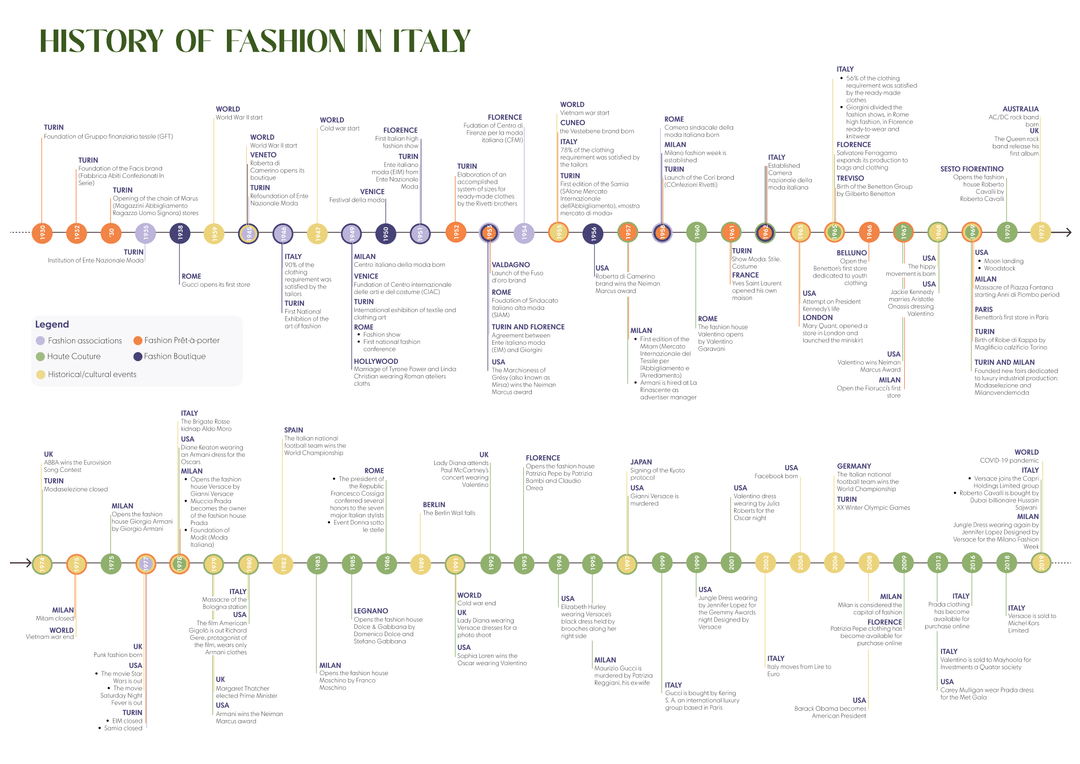 HISTORY OF FASHION IN ITALY
TURIN
Foundation of Gruppo finanziario tessile (GFT)
TURIN
Foundation of the Facis brand
(Fabbrica Abiti Confezionati In
Serie)
TURIN
Opening of the chain of Marus
(Magazzini Abbigliamento
Ragazzo Uomo Signora) stores
WORLD
World War II start
WORLD
World War II start
VENETO
Roberta di
Camerino opens its
boutique
TURIN
Refoundation of Ente
Nazionale Moda
WORLD
Cold war start
VENICE
Festival della moda
FLORENCE
First Italian high
fashion show
TURIN
Ente italiano
moda (EIM) from
Ente Nazionale
Moda
TURIN
Elaboration of an
accomplished
system of sizes for
ready-made clothes
by the Rivetti brothers
FLORENCE
Fudation of Centro di
Firenze per la moda
italiana (CFMI)
WORLD
Vietnam war start
CUNEO
the Vestebene brand born
ITALY
78% of the clothing
requirement was satisfied by
the tailors
TURIN
First edition of the Samia
(SAlone Mercato
Internazionale
dell'Abbigliamento), «mostra
mercato di moda»
ROME
Camera sindacale della
moda italiana born
MILAN
Milano fashion week is
established
TURIN
Launch of the Cori brand
(COnfezioni Rivetti)
ITALY
Established
Camera
nazionale della
moda italiana
ITALY
• 56% of the clothing
requirement was satisfied
by the ready-made
clothes
• Giorgini divided the
fashion shows, in Rome
high fashion, in Florence
ready-to-wear and
knitwear
FLORENCE
Salvatore Ferragamo
expands its production to
bags and clothing
TREVISO
Birth of the Benetton Group
by Gilberto Benetton
SESTO FIORENTINO
Opens the fashion
house Roberto
Cavalli by
Roberto Cavalli
AUSTRALIA
AC/DC rock band
born
UK
The Queen rock
band release his
first album
1930
1932
'30
1935
1938
1939
1945
1946
1947
1949
1950
1951
1952
1953
1954
1955
1956
1957
1958
1960
1961
1962
1963
1965
1966
1967
1968
1969
1970
1973
TURIN
Institution of Ente Nazionale Moda
ROME
Gucci opens its first store
ITALY
90% of the
clothing
requirement was
satisfied by the
tailors
TURIN
First National
Exhibition of the
art of fashion
MILAN
Centro italiano della moda born
VENICE
Fundation of Centro internazionale
delle arti e del costume (CIAC)
TURIN
International exhibition of textile and
clothing art
ROME
• Fashion show
• First national fashion
conference
HOLLYWOOD
Marriage of Tyrone Power and Linda
Christian wearing Roman ateliers
cloths
VALDAGNO
Launch of the Fuso
d'oro brand
ROME
Foudation of Sindacato
italiano alta moda
(SIAM)
TURIN AND FLORENCE
Agreement between
Ente italiano moda
(EIM) and Giorgini
USA
The Marchioness of
Grésy (also known as
Mirsa) wins the Neiman
Marcus award
USA
Roberta di Camerino
brand wins the Neiman
Marcus award
MILAN
• First edition of the
Mitam (Mercato
Internazionale del
Tessile per
l'Abbigliamento e
l'Arredamento)
• Armani is hired at La
Rinascente as
advertiser manager
ROME
The fashion house
Valentino opens
by Valentino
Garavani
TURIN
Show Moda. Stile.
Costume
FRANCE
Yves Saint Laurent
opened his own
maison
USA
Attempt on President
Kennedy's life
LONDON
Mary Quant, opened a
store in London and
launched the miniskirt
BELLUNO
Open the
Benetton's first store
dedicated to youth
clothing
USA
The hippy
movement is born
USA
Jackie Kennedy
marries Aristotle
Onassis dressing
Valentino
USA
Valentino wins Neiman
Marcus Award
MILAN
Open the Fiorucci's first
store
USA
• Moon landing
• Woodstock
MILAN
Massacre of Piazza Fontana
starting Anni di Piombo period
PARIS
Benetton's first store in Paris
TURIN
Birth of Robe di Kappa by
Maglificio calzificio Torino
TURIN AND MILAN
Founded new fairs dedicated
to luxury industrial production:
Modaselezione and
Milanovendemoda
Legend
Fashion associations
Fashion Prêt-à-porter
Haute Couture
Fashion Boutique
Historical/cultural events
UK
ABBA wins the Eurovision
Song Contest
TURIN
Modaselezione closed
MILAN
Opens the fashion
house Giorgio Armani
by Giorgio Armani
ITALY
The Brigate Rosse
kidnap Aldo Moro
USA
Diane Keaton wearing
an Armani dress for the
Oscars
MILAN
• Opens the fashion
house Versace by
Gianni Versace
• Miuccia Prada
becomes the owner
of the fashion house
Prada
• Foundation of
Modit (Moda
Italiana)
SPAIN
The Italian national
football team wins the
World Championship
ROME
• The president of
the Republic
Francesco Cossiga
conferred several
honors to the seven
major Italian stylists
• Event Donna sotto
le stelle
BERLIN
The Berlin Wall falls
UK
Lady Diana attends
Paul McCartney's
concert wearing
Valentino
FLORENCE
Opens the fashion house
Patrizia Pepe by Patrizia
Bambi and Claudio
Orrea
JAPAN
Signing of the Kyoto
protocol
USA
Gianni Versace is
murdered
USA
Valentino dress
wearing by Julia
Roberts for the
Oscar night
USA
Facebook born
GERMANY
The Italian national
football team wins the
World Championship
TURIN
XX Winter Olympic Games
WORLD
COVID-19 pandemic
ITALY
• Versace joins the Capri
Holdings Limited group
• Roberto Cavalli is bought by
Dubai billionaire Hussain
Sajwani
MILAN
Jungle Dress wearing again by
Jennifer Lopez Designed by
Versace for the Milano Fashion
Week
1974
1975
1975
1977
1978
1979
1980
1982
1983
1985
1986
1989
1991
1992
1993
1994
1995
1997
1999
1999
2001
2002
2004
2006
2008
2009
2012
2016
2018
2019
MILAN
Mitam closed
WORLD
Vietnam war end
UK
Punk fashion born
USA
• The movie Star
Wars is out
• The movie
Saturday Night
Fever is out
TURIN
• EIM closed
• Samia closed
ITALY
Massacre of the
Bologna station
USA
The film American
Gigolò is out Richard
Gere, protagonist of
the film, wears only
Armani clothes
UK
Margaret Thatcher
elected Prime Minister
USA
Armani wins the Neiman
Marcus award
MILAN
Opens the fashion house
Moschino by Franco
Moschino
LEGNANO
Opens the fashion house
Dolce & Gabbana by
Domenico Dolce and
Stefano Gabbana
WORLD
Cold war end
UK
Lady Diana wearing
Versace dresses for a
photo shoot
USA
Sophia Loren wins the
Oscar wearing Valentino
USA
Elizabeth Hurley
wearing Versace's
black dress held by
brooches along her
right side
MILAN
Maurizio Gucci is
murdered by Patrizia
Reggiani, his ex-wife
ITALY
Gucci is bought by Kering
S. A, an international luxury
group based in Paris
USA
Jungle Dress wearing
by Jennifer Lopez for
the Grammy Awards
night Designed by
Versace
ITALY
Italy moves from Lire to
Euro
USA
Barack Obama becomes
American President
MILAN
Milan is considered the
capital of fashion
FLORENCE
Patrizia Pepe clothing has
become available for
purchase online
ITALY
Prada clothing
has become
available for
purchase online
ITALY
Valentino is sold to Mayhoola for
Investments a Quatar society
USA
Carey Mulligan wear Prada dress
for the Met Gala
ITALY
Versace is sold to
Michel Kors
Limited